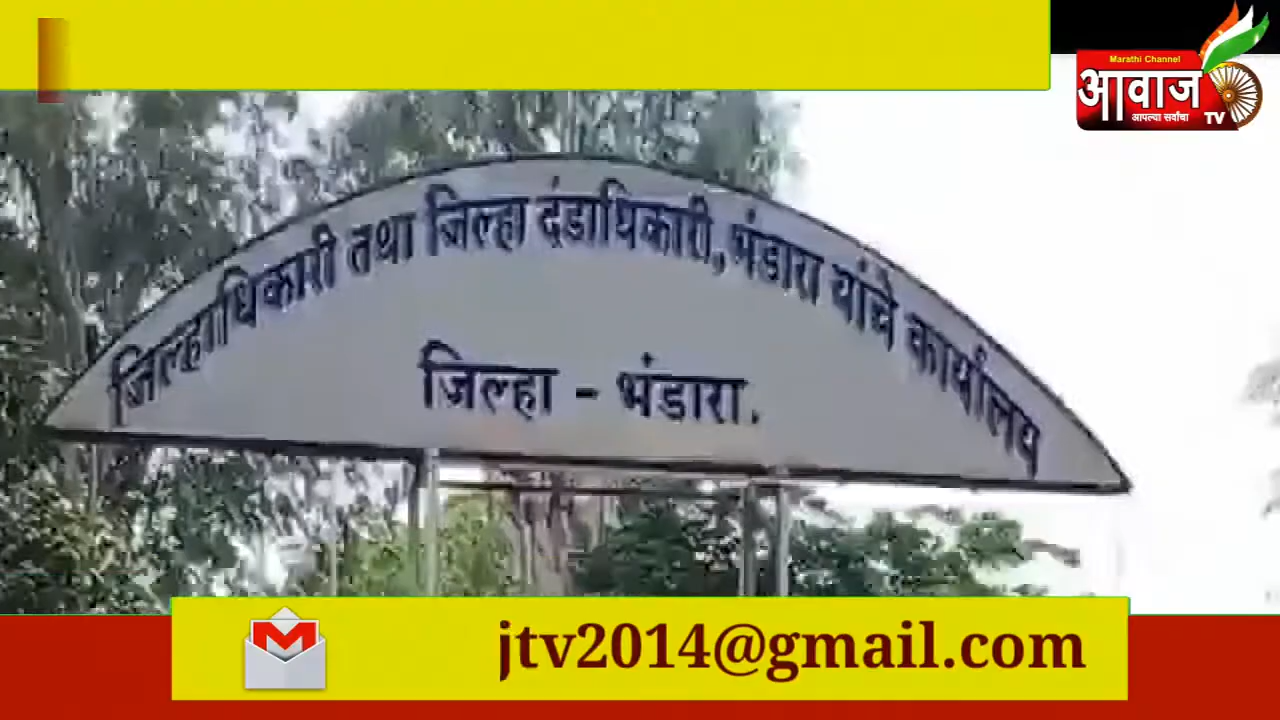 Marathi Channel
आवाज
आपल्या सर्वांचा
TV
जिल्हाधिकारी तथा जिल्हा दंडाधिकारी, भंडारा यांचे कार्यालय
जिल्हा - भंडारा.
jtv2014@gmail.com